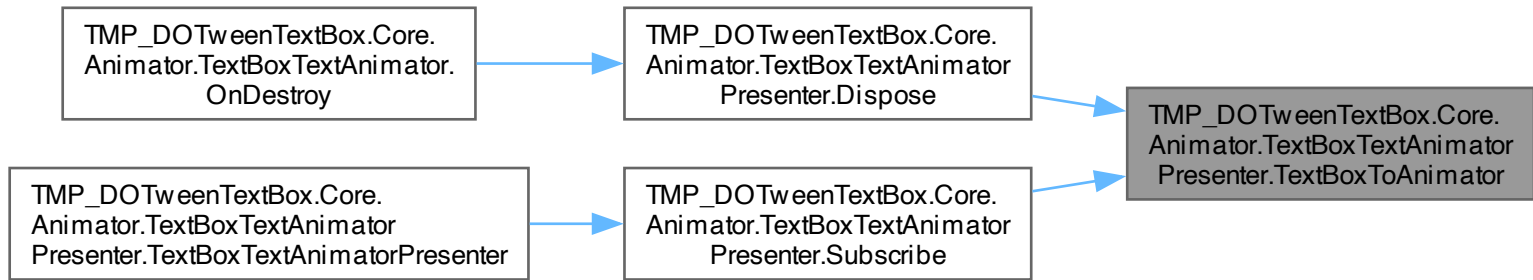 TMP_DOTweenTextBox.Core.
Animator.TextBoxTextAnimator.
OnDestroy
TMP_DOTweenTextBox.Core.
Animator.TextBoxTextAnimator
Presenter.Dispose
TMP_DOTweenTextBox.Core.
Animator.TextBoxTextAnimator
Presenter.TextBoxToAnimator
TMP_DOTweenTextBox.Core.
Animator.TextBoxTextAnimator
Presenter.TextBoxTextAnimatorPresenter
TMP_DOTweenTextBox.Core.
Animator.TextBoxTextAnimator
Presenter.Subscribe